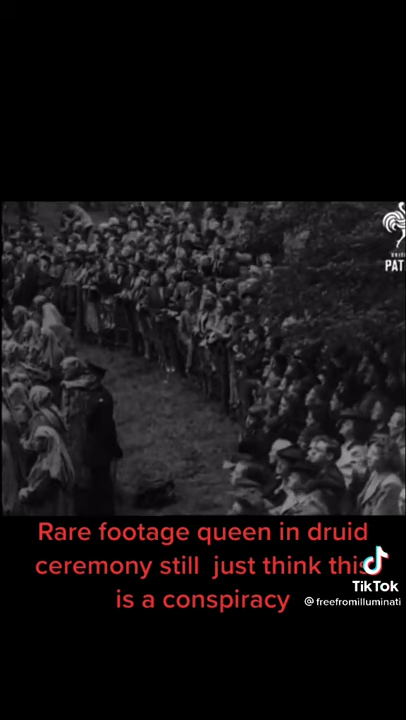 PAT
Rare footage queen in druid
ceremony still  just think this
is a conspiracy
TikTok
@freefromilluminati